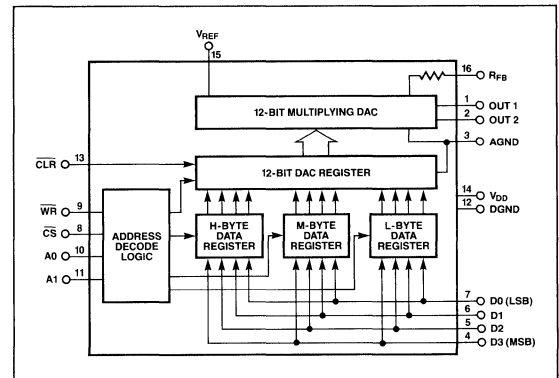 VREF
15
16 RFB
12-BIT MULTIPLYING DAC
1 OUT 1
2 OUT 2
3 AGND
CLR 13
12-BIT DAC REGISTER
14 VDD
12 DGND
WR 9
CS 8
A0 10
A1 11
ADDRESS
DECODE
LOGIC
H-BYTE
DATA
REGISTER
M-BYTE
DATA
REGISTER
L-BYTE
DATA
REGISTER
7 D0 (LSB)
6 D1
5 D2
4 D3 (MSB)